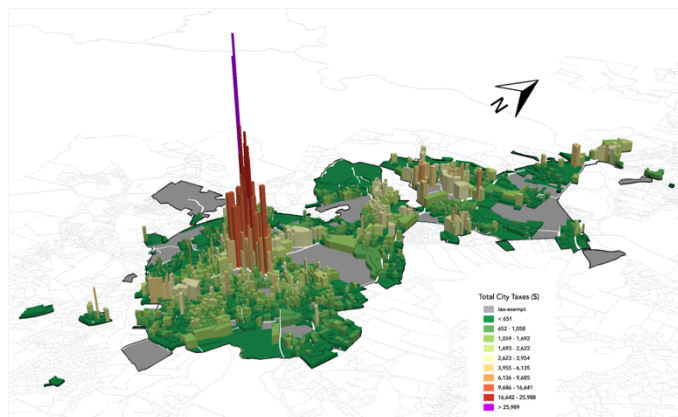 N
Total City Taxes ($)
tax-exempt
< 651
652 - 1,058
1,059 - 1,692
1,693 - 2,622
2,623 - 3,954
3,955 - 6,135
6,136 - 9,685
9,686 - 16,641
16,642 - 25,988
> 25,989